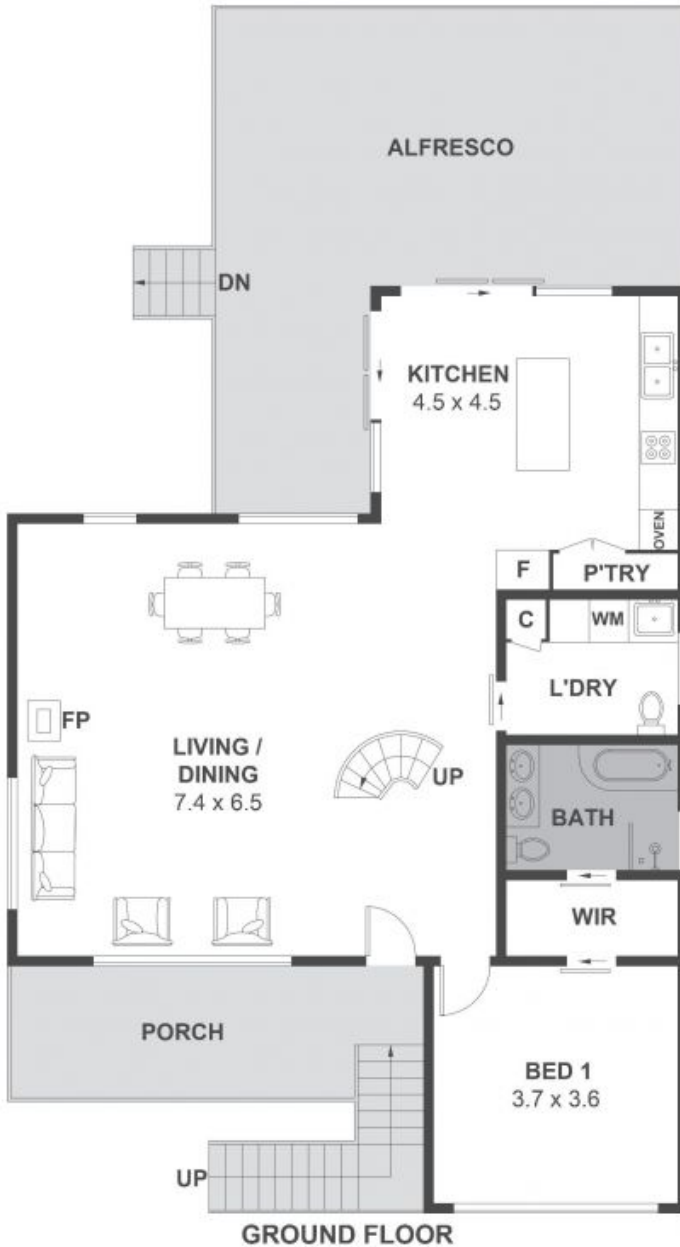 ALFRESCO
DN
KITCHEN
4.5 x 4.5
OVEN
F
P'TRY
C
WM
L'DRY
FP
LIVING /
DINING
7.4 x 6.5
UP
BATH
WIR
PORCH
BED 1
3.7 x 3.6
UP
GROUND FLOOR